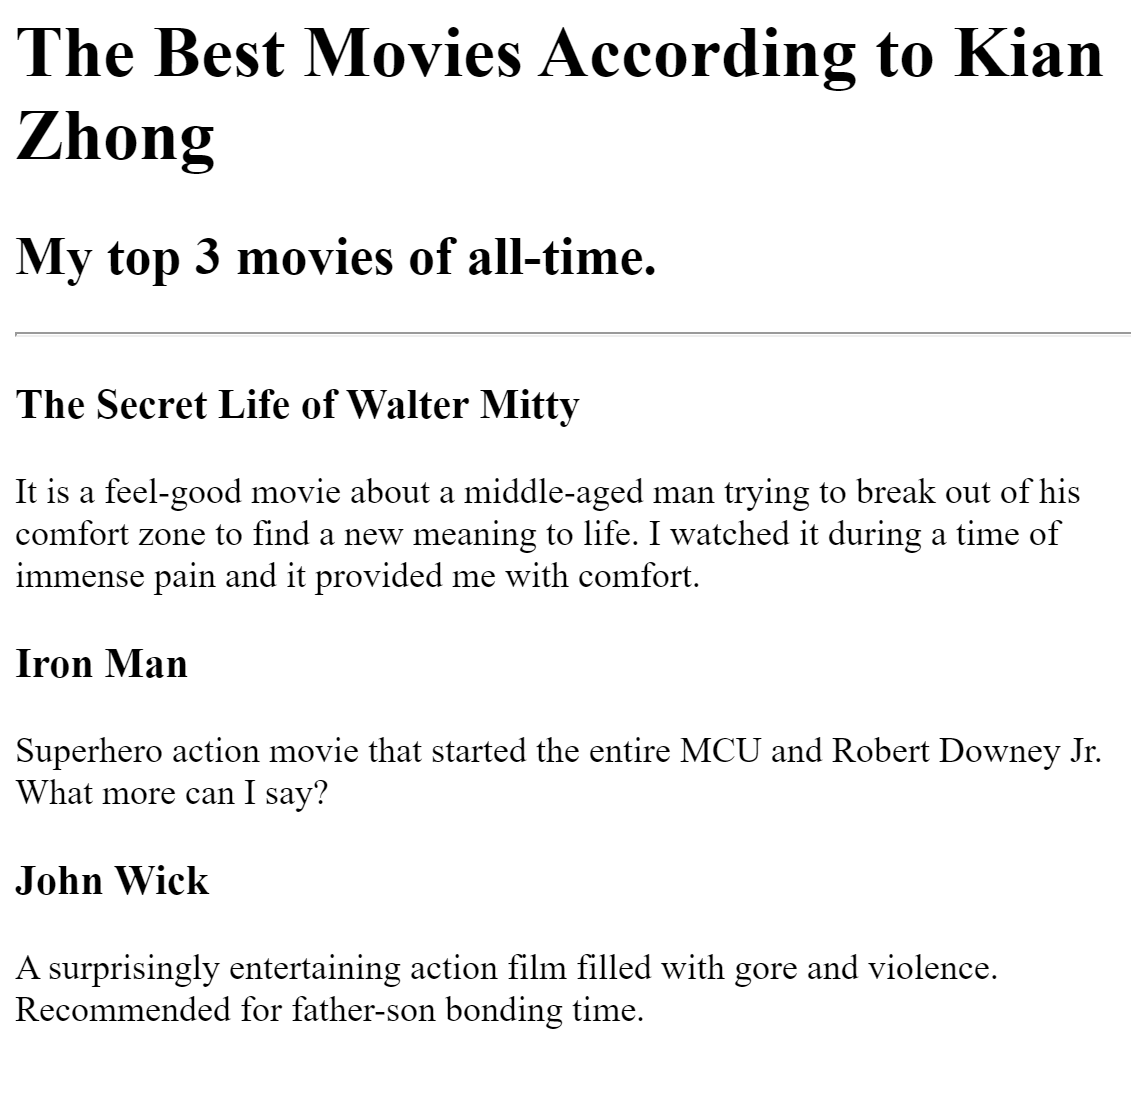 The Best Movies According to Kian
Zhong
My top 3 movies of all-time.
The Secret Life of Walter Mitty
It is a feel-good movie about a middle-aged man trying to break out of his
comfort zone to find a new meaning to life. I watched it during a time of
immense pain and it provided me with comfort.
Iron Man
Superhero action movie that started the entire MCU and Robert Downey Jr.
What more can I say?
John Wick
A surprisingly entertaining action film filled with gore and violence.
Recommended for father-son bonding time.